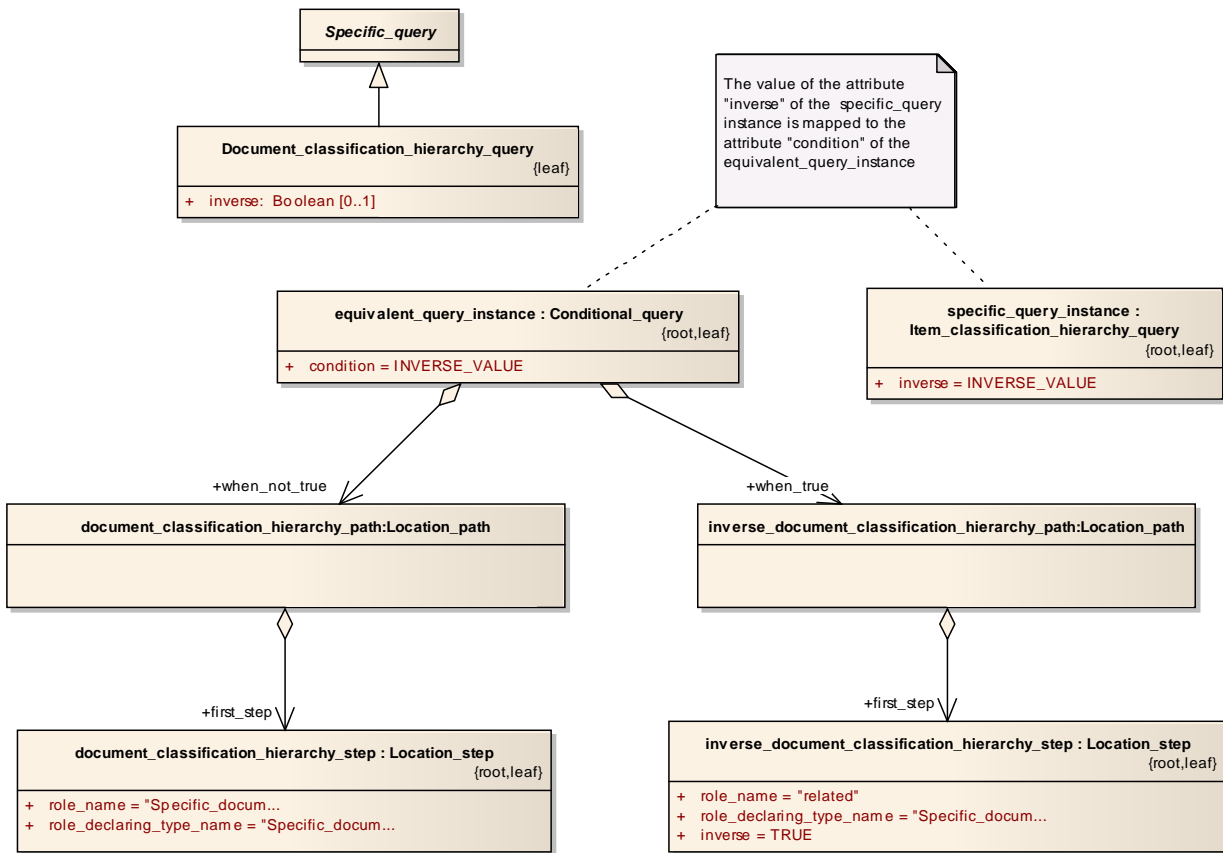 Specific_query
The value of the attribute
"inverse" of the specific_query
instance is mapped to the
attribute "condition" of the
equivalent_query_instance
Document_classification_hierarchy_query
{leaf}
+ inverse: Boolean [0..1]
equivalent_query_instance : Conditional_query
{root,leaf}
+ condition = INVERSE_VALUE
specific_query_instance :
Item_classification_hierarchy_query
{root,leaf}
+ inverse = INVERSE_VALUE
+when_not_true
+when_true
document_classification_hierarchy_path:Location_path
inverse_document_classification_hierarchy_path:Location_path
+first_step
+first_step
document_classification_hierarchy_step : Location_step
{root,leaf}
+ role_name = "Specific_docum...
+ role_declaring_type_name = "Specific_docum...
inverse_document_classification_hierarchy_step : Location_step
{root,leaf}
+ role_name = "related"
+ role_declaring_type_name = "Specific_docum...
+ inverse = TRUE